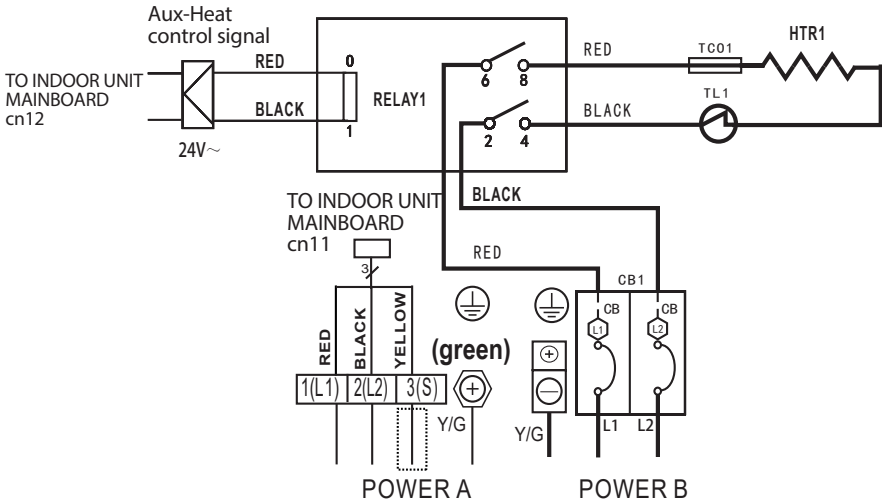 Aux-Heat
control signal
TO INDOOR UNIT
MAINBOARD
cn12
RED
BLACK
24V～
0
1
RELAY1
6 8
2 4
RED
BLACK
TCO1
HTR1
TL1
TO INDOOR UNIT
MAINBOARD
cn11
3
BLACK
RED
CB1
CB
CB
L1
L2
RED
BLACK
YELLOW
(green)
1(L1) 2(L2) 3(S)
Y/G
Y/G
L1 L2
POWER A
POWER B